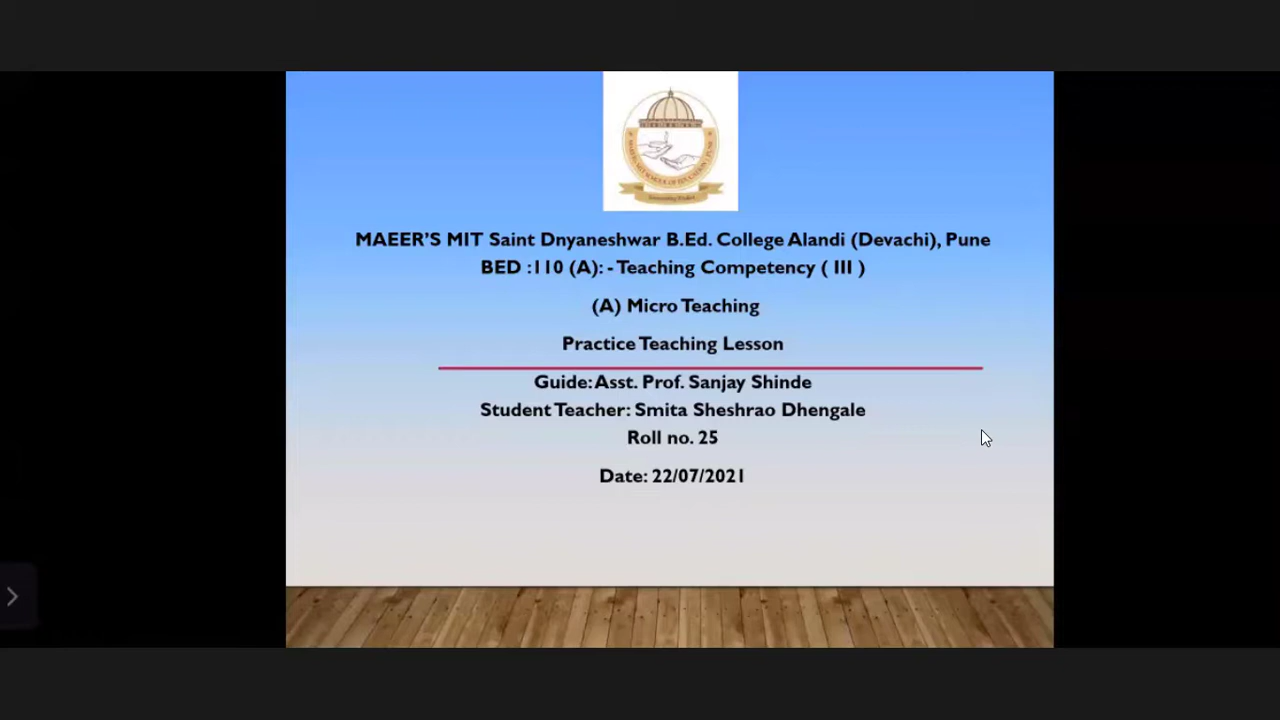 MAEER’S MIT Saint Dnyaneshwar B.Ed. College Alandi (Devachi), Pune
BED :110 (A): - Teaching Competency ( III )
(A) Micro Teaching
Practice Teaching Lesson
Guide: Asst. Prof. Sanjay Shinde
Student Teacher: Smita Sheshrao Dhengale
Roll no. 25
Date: 22/07/2021